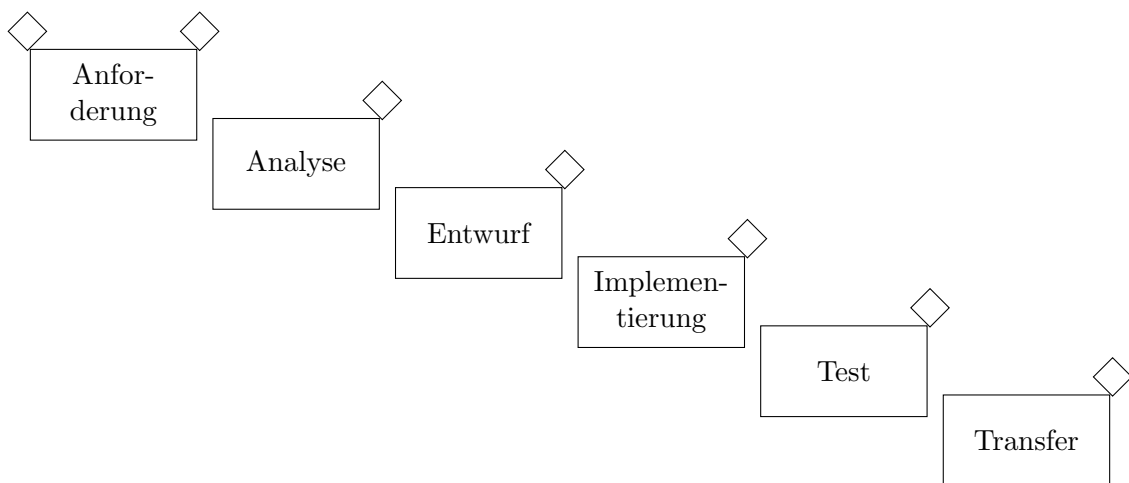 Anfor-
derung
Analyse
Entwurf
Implemen-
tierung
Test
Transfer